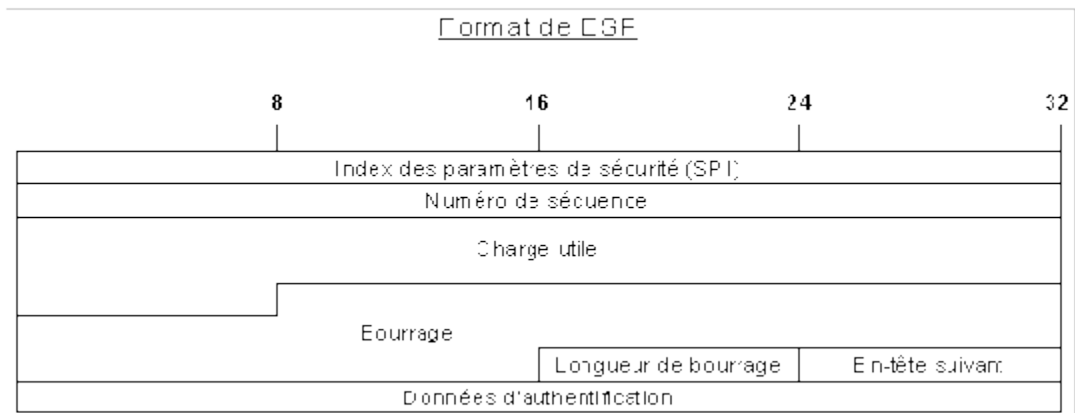 Format de ESP
8 16 24 32
Index des paramètres de sécurité (SPI)
Numéro de séquence
Charge utile
Bourrage
Longueur de bourrage En-tête suivant
Données d'authentification